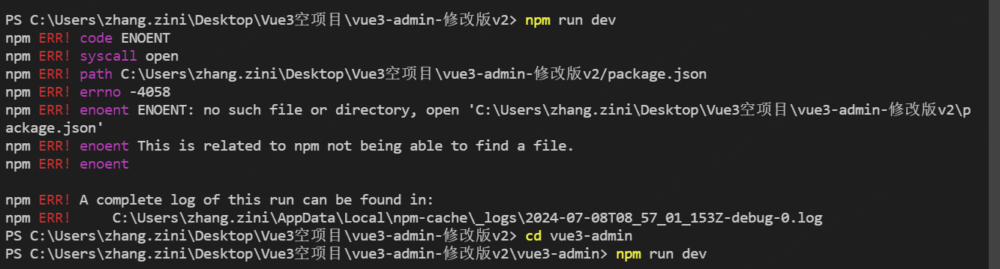 PS C:\Users\zhang.zini\Desktop\Vue3空项目\vue3-admin-修改版v2> npm run dev
npm ERR! code ENOENT
npm ERR! syscall open
npm ERR! path C:\Users\zhang.zini\Desktop\Vue3空项目\vue3-admin-修改版v2/package.json
npm ERR! errno -4058
npm ERR! enoent ENOENT: no such file or directory, open 'C:\Users\zhang.zini\Desktop\Vue3空项目\vue3-admin-修改版v2\p
ackage.json'
npm ERR! enoent This is related to npm not being able to find a file.
npm ERR! enoent
npm ERR! A complete log of this run can be found in:
npm ERR!     C:\Users\zhang.zini\AppData\Local\npm-cache\_logs\2024-07-08T08_57_01_153Z-debug-0.log
PS C:\Users\zhang.zini\Desktop\Vue3空项目\vue3-admin-修改版v2> cd vue3-admin
PS C:\Users\zhang.zini\Desktop\Vue3空项目\vue3-admin-修改版v2\vue3-admin> npm run dev